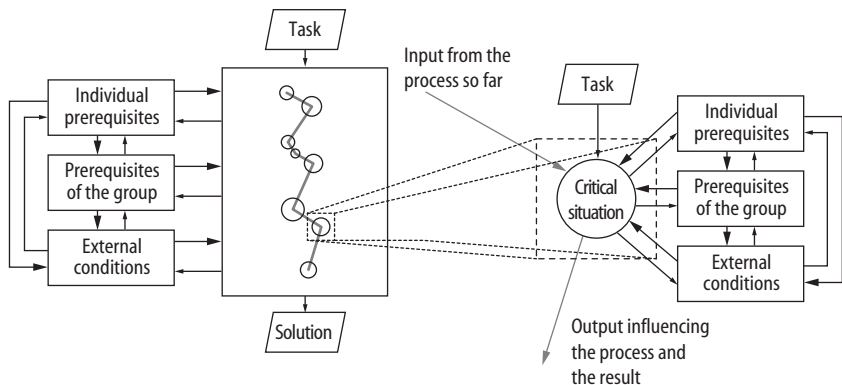 Task
Individual
prerequisites
Prerequisites
of the group
External
conditions
Solution
Input from the
process so far
Task
Critical
situation
Individual
prerequisites
Prerequisites
of the group
External
conditions
Output influencing
the process and
the result